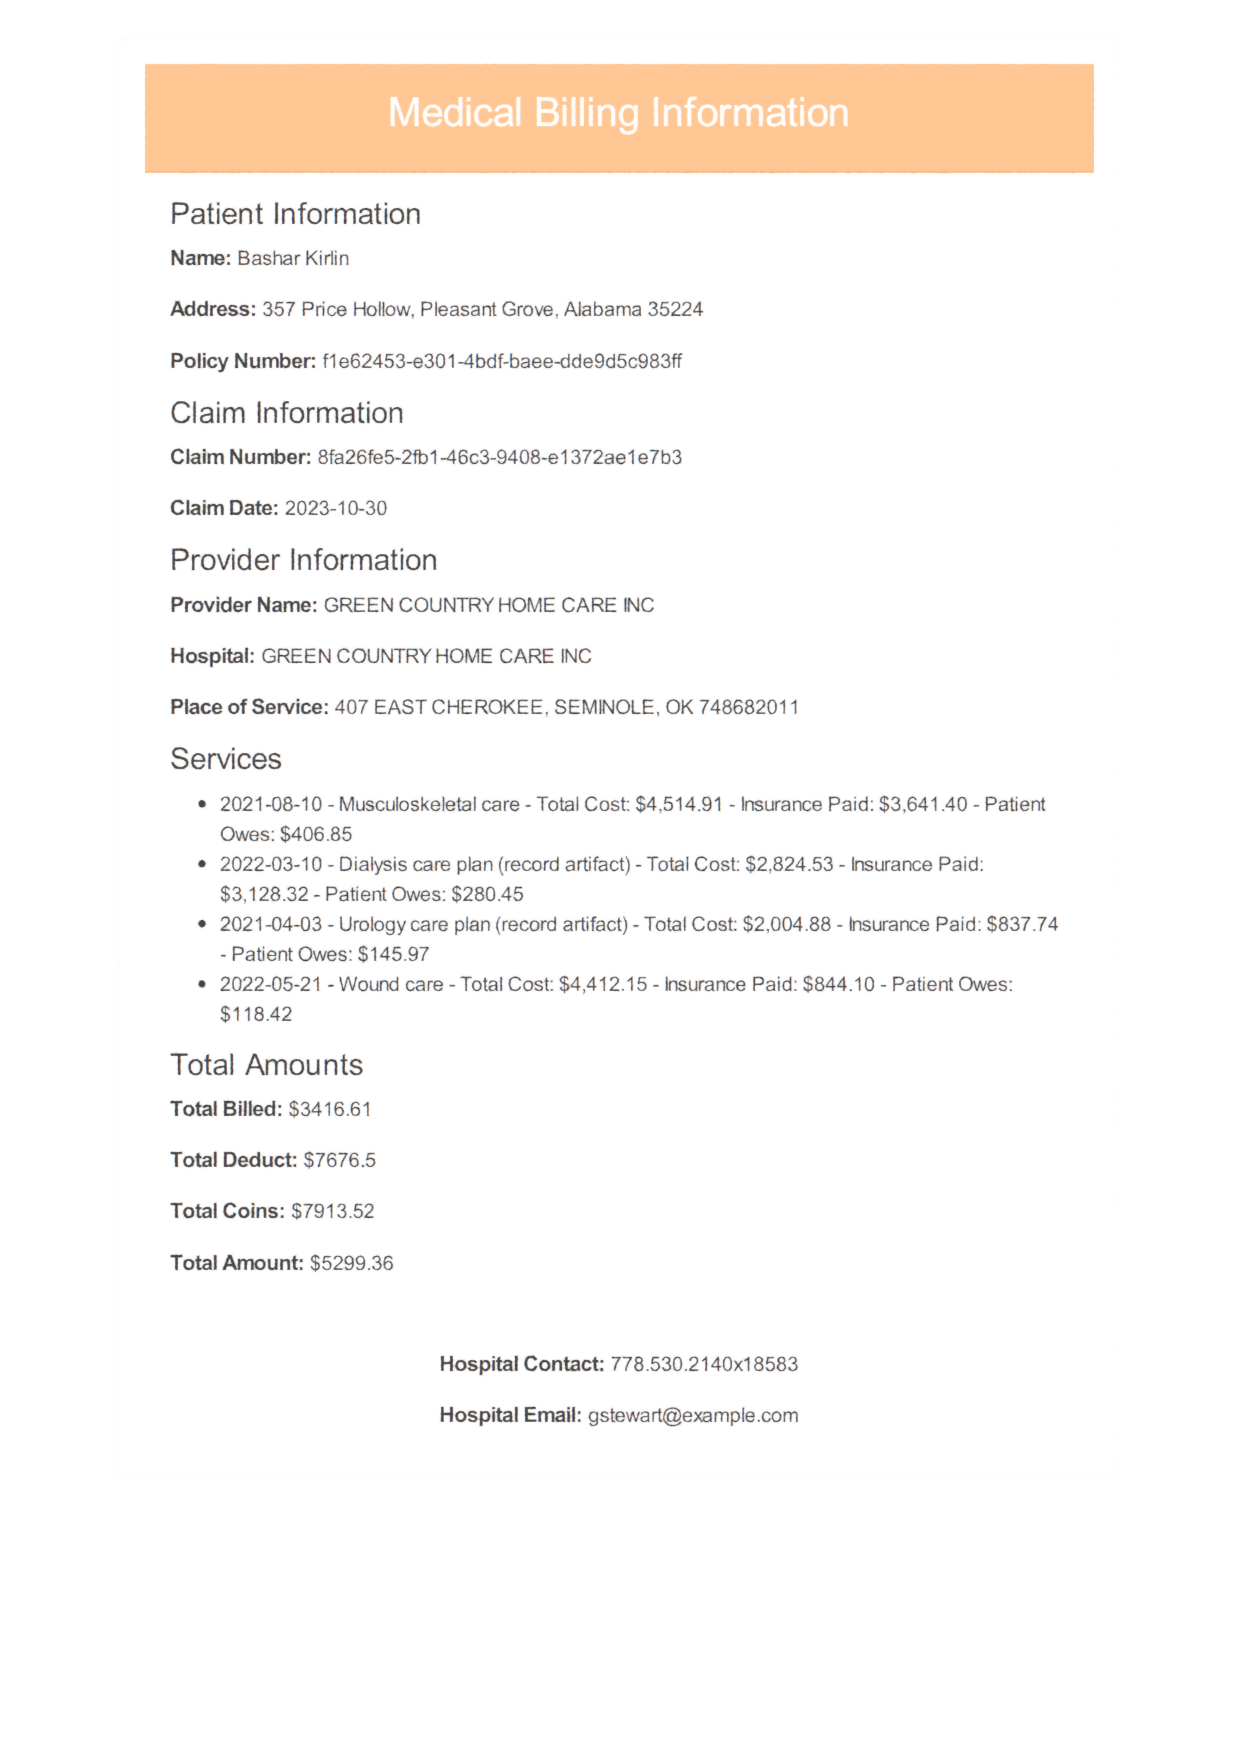 Medical Billing Information
Patient Information
Name: Bashar Kirlin
Address: 357 Price Hollow, Pleasant Grove, Alabama 35224
Policy Number: f1e62453-e301-4bdf-baee-dde9d5c983ff
Claim Information
Claim Number: 8fa26fe5-2fb1-46c3-9408-e1372ae1e7b3
Claim Date: 2023-10-30
Provider Information
Provider Name: GREEN COUNTRY HOME CARE INC
Hospital: GREEN COUNTRY HOME CARE INC
Place of Service: 407 EAST CHEROKEE, SEMINOLE, OK 748682011
Services
• 2021-08-10 - Musculoskeletal care - Total Cost: $4,514.91 - Insurance Paid: $3,641.40 - Patient
Owes: $406.85
• 2022-03-10 - Dialysis care plan (record artifact) - Total Cost: $2,824.53 - Insurance Paid:
$3,128.32 - Patient Owes: $280.45
• 2021-04-03 - Urology care plan (record artifact) - Total Cost: $2,004.88 - Insurance Paid: $837.74
- Patient Owes: $145.97
• 2022-05-21 - Wound care - Total Cost: $4,412.15 - Insurance Paid: $844.10 - Patient Owes:
$118.42
Total Amounts
Total Billed: $3416.61
Total Deduct: $7676.5
Total Coins: $7913.52
Total Amount: $5299.36
Hospital Contact: 778.530.2140x18583
Hospital Email: gstewart@example.com